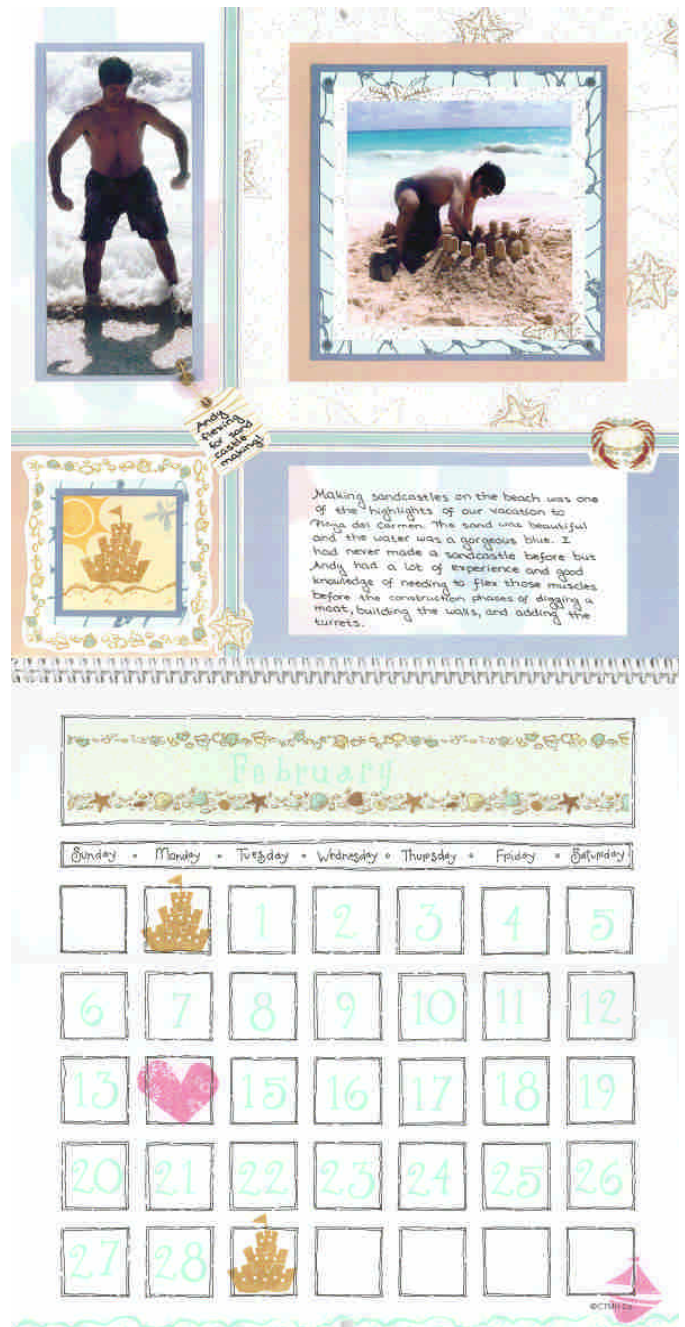 Andy
flexing
for sand
castle
making!
Making sandcastles on the beach was one
of the highlights of our vacation to
Playa del Carmen. The sand was beautiful
and the water was a gorgeous blue. I
had never made a sandcastle before but
Andy had a lot of experience and good
knowledge of needing to flex those muscles
before the construction phases of digging a
moat, building the walls, and adding the
turrets.
February
Sunday • Monday • Tuesday • Wednesday • Thursday • Friday • Saturday
1 2 3 4 5
6 7 8 9 10 11 12
13 15 16 17 18 19
20 21 22 23 24 25 26
27 28